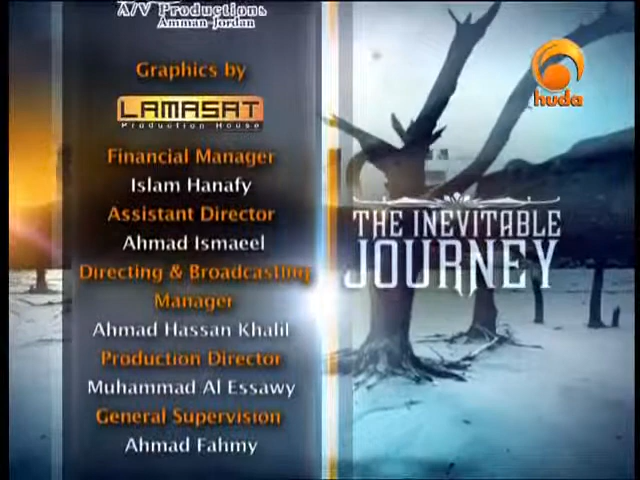 A/V Productions
Amman-Jordan
Graphics by
LAMASAT
Production House
Financial Manager
Islam Hanafy
Assistant Director
Ahmad Ismaeel
Directing & Broadcasting
Manager
Ahmad Hassan Khalil
Production Director
Muhammad Al Essawy
General Supervision
Ahmad Fahmy
THE INEVITABLE
JOURNEY
huda